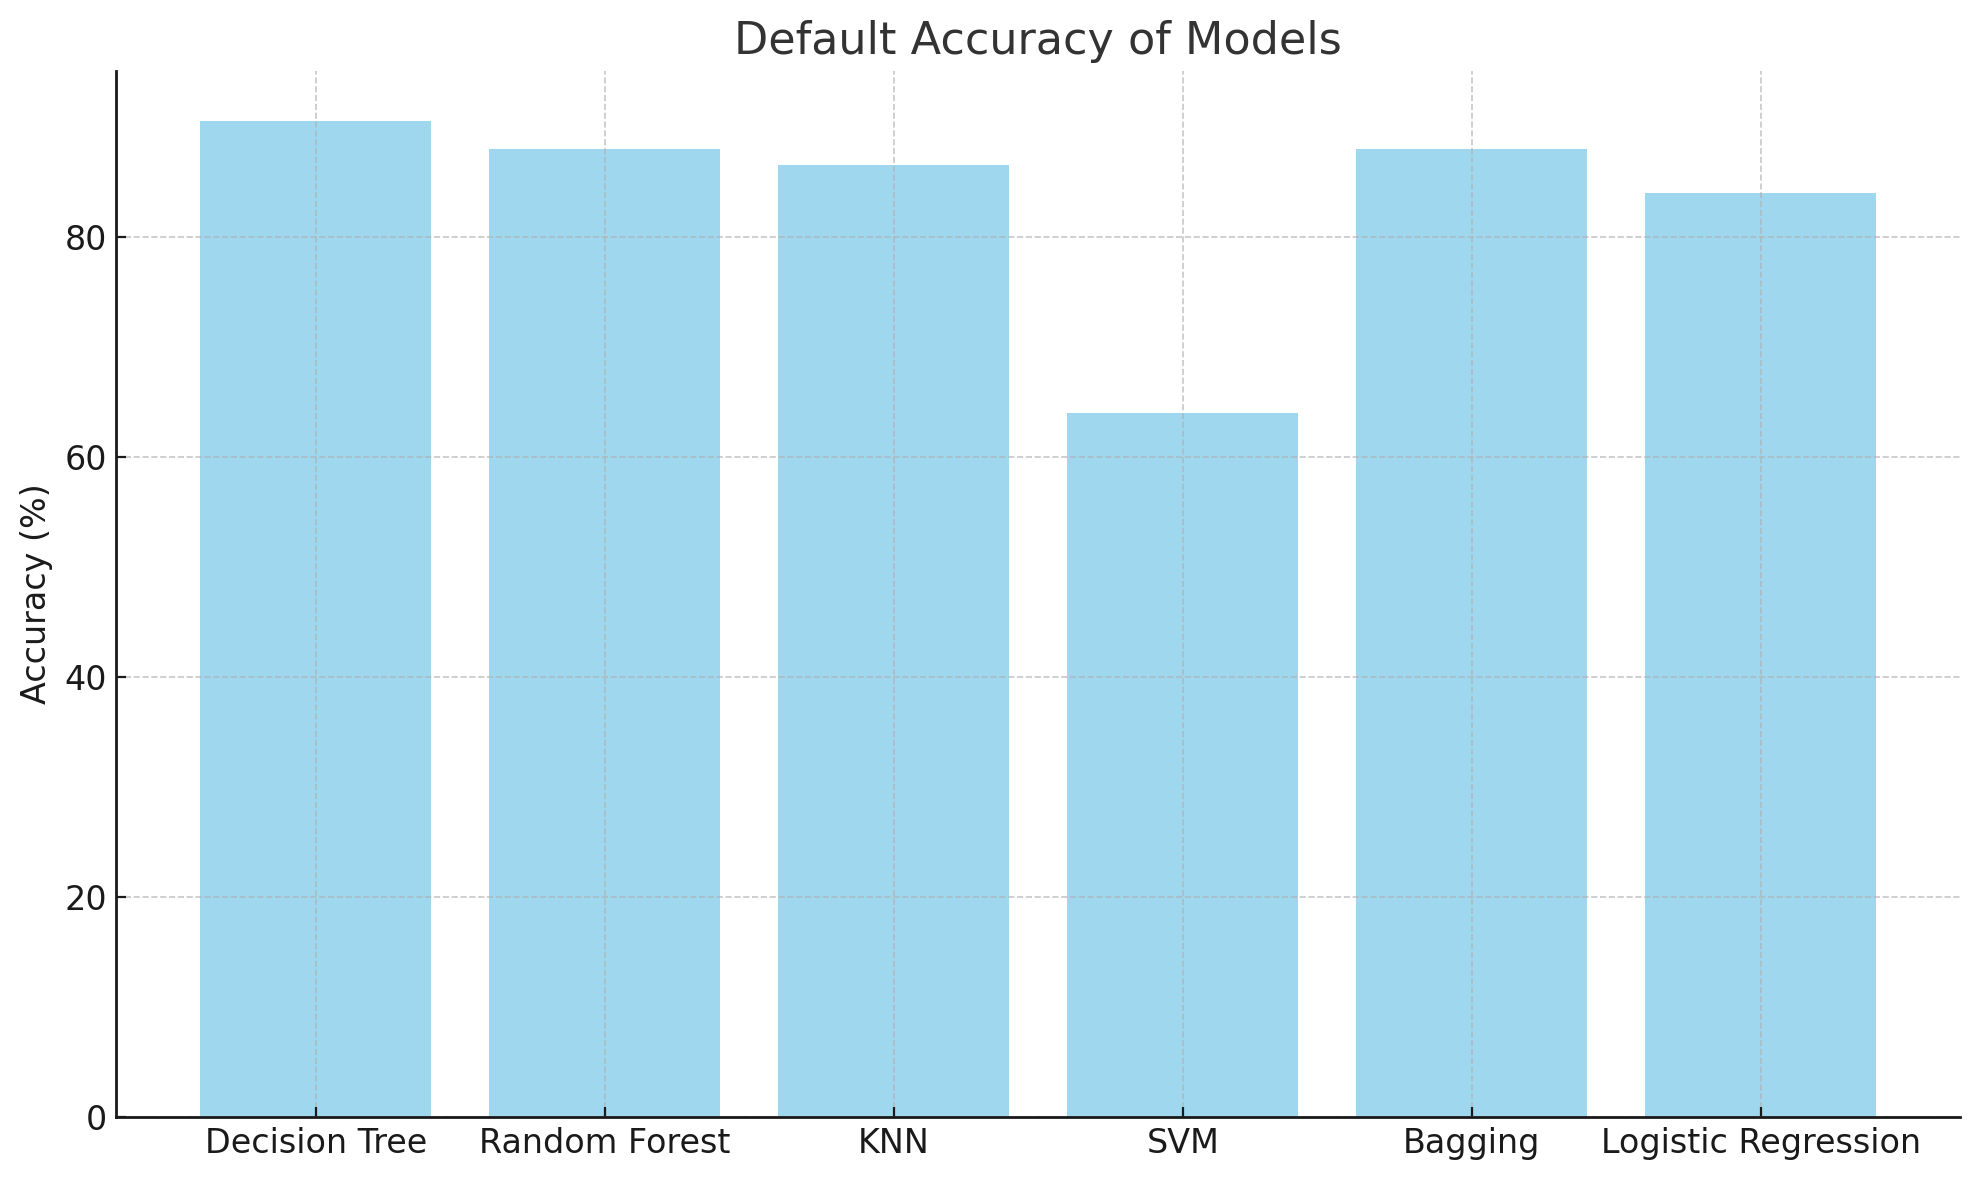 Default Accuracy of Models
Accuracy (%)
80
60
40
20
0
Decision Tree
Random Forest
KNN
SVM
Bagging
Logistic Regression